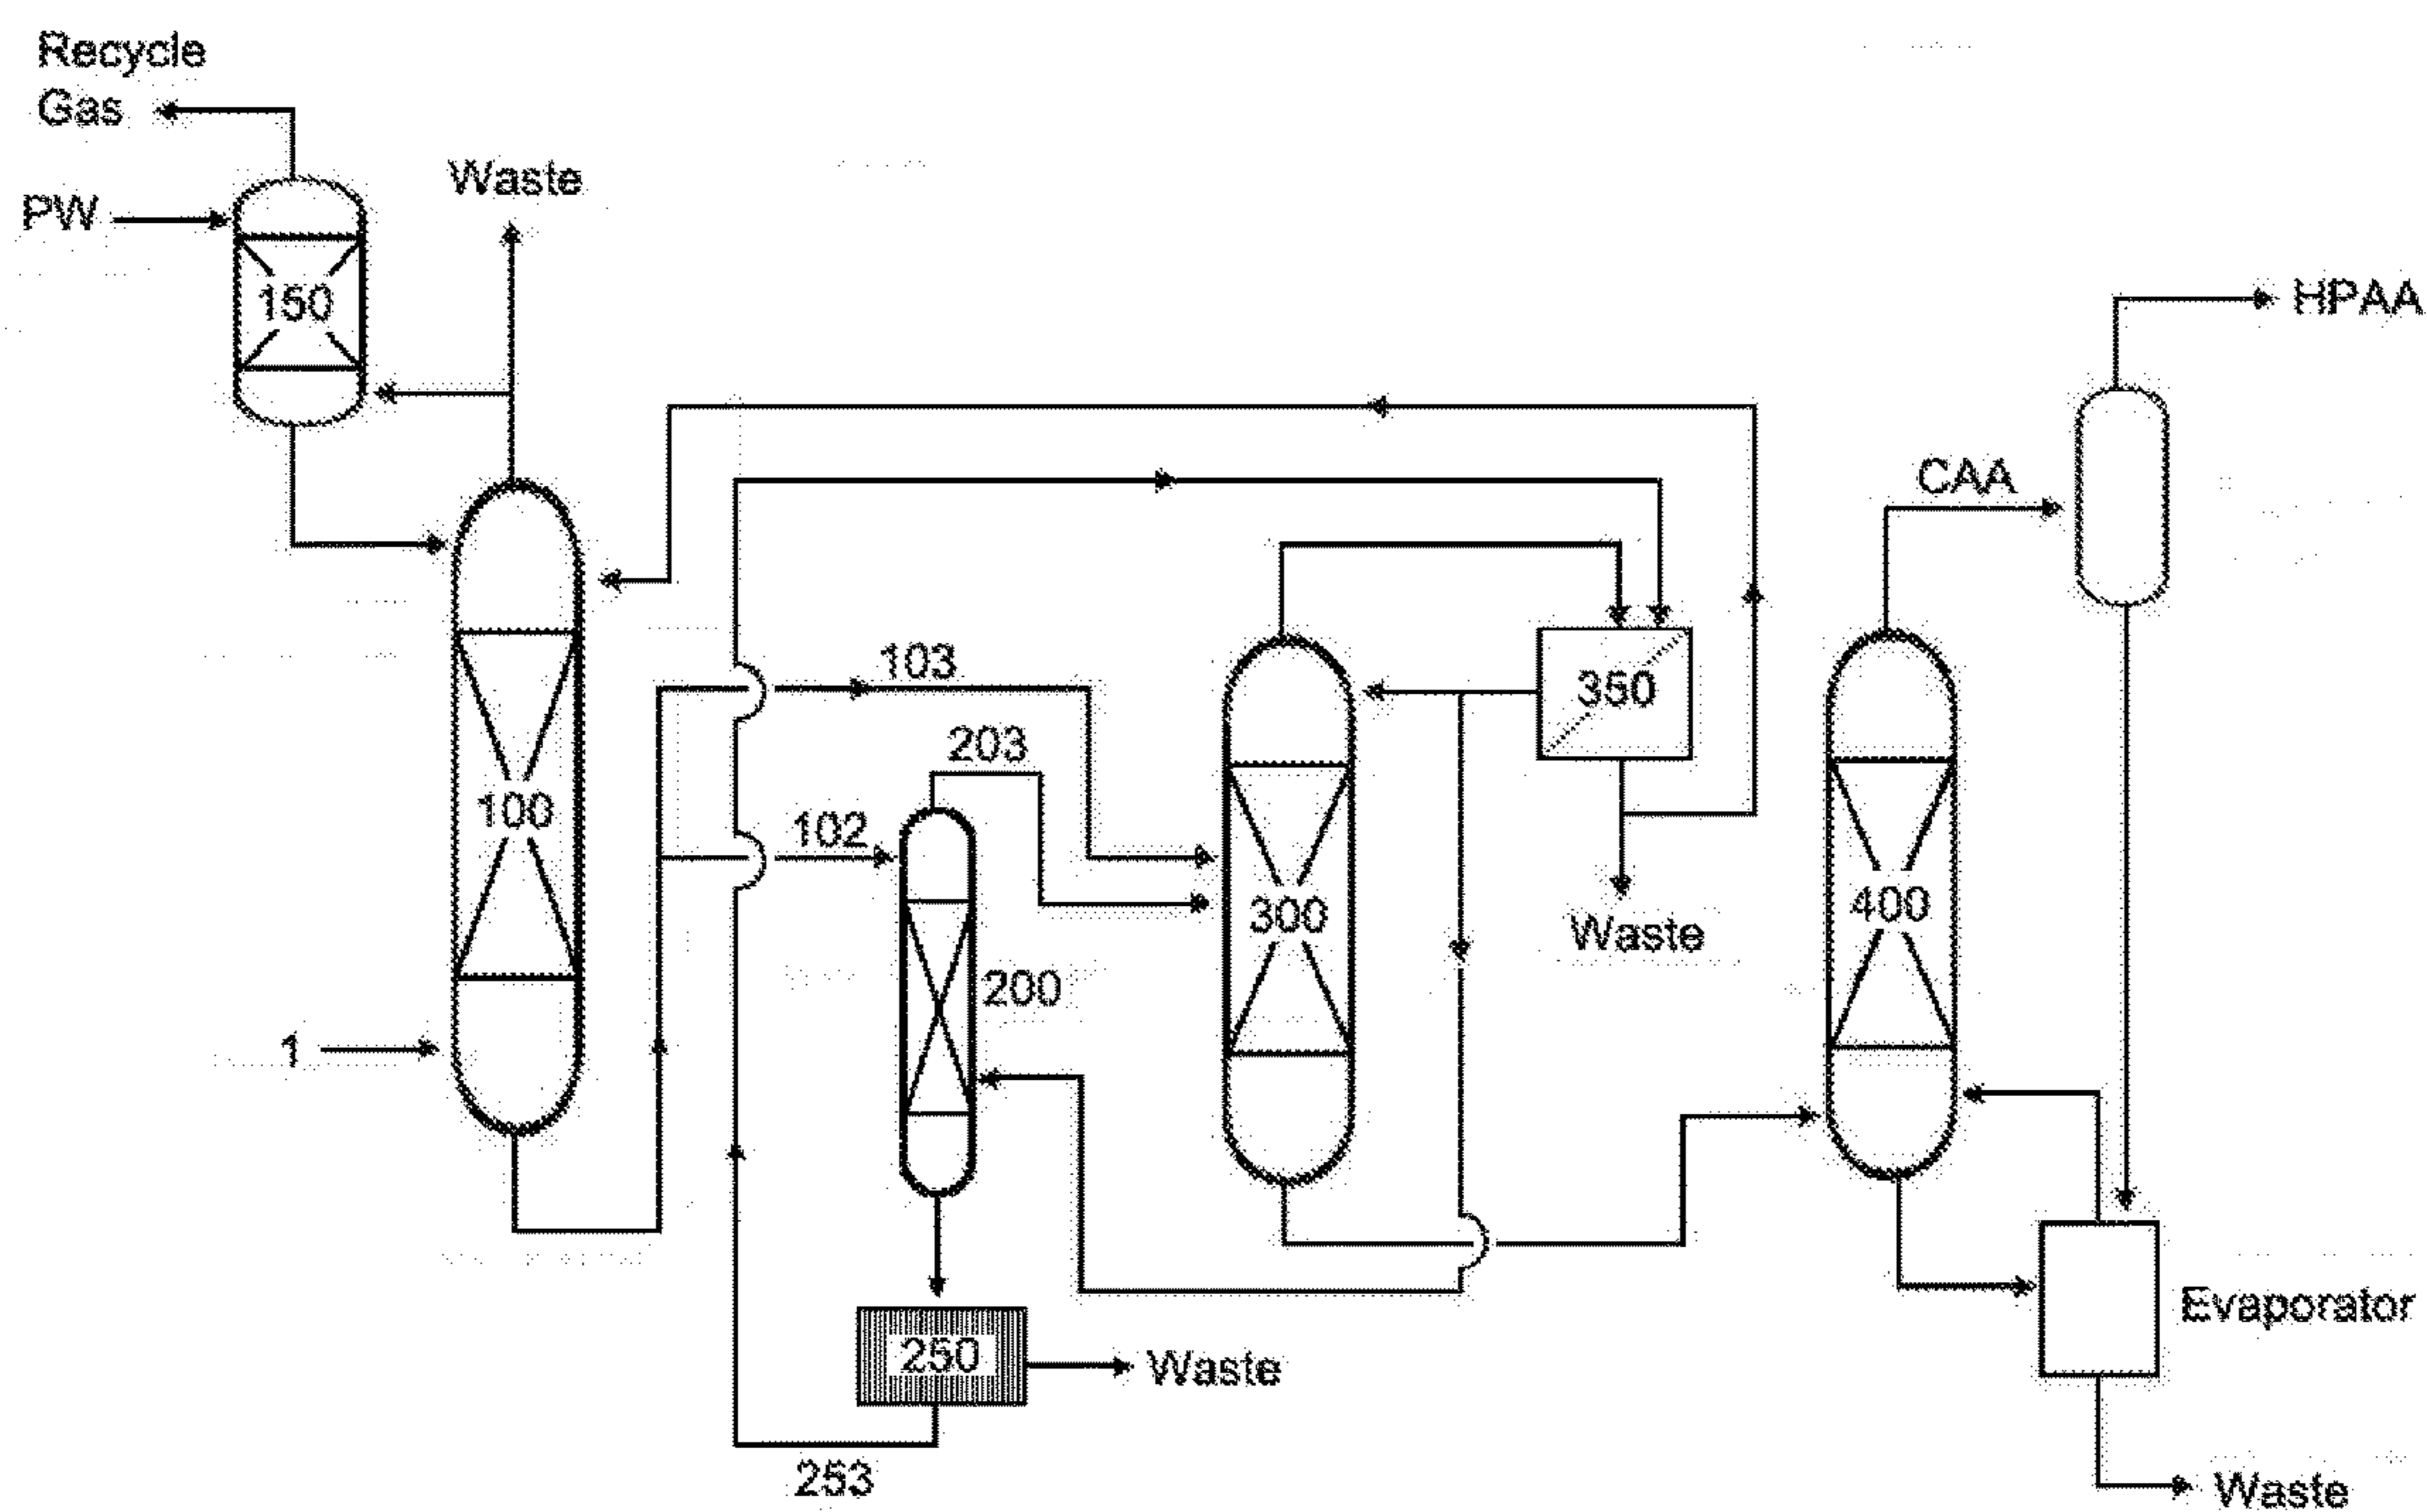 Recycle
Gas
PW
Waste
150
HPAA
CAA
103
350
203
100
102
300
400
Waste
200
1
Evaporator
250
Waste
253
Waste